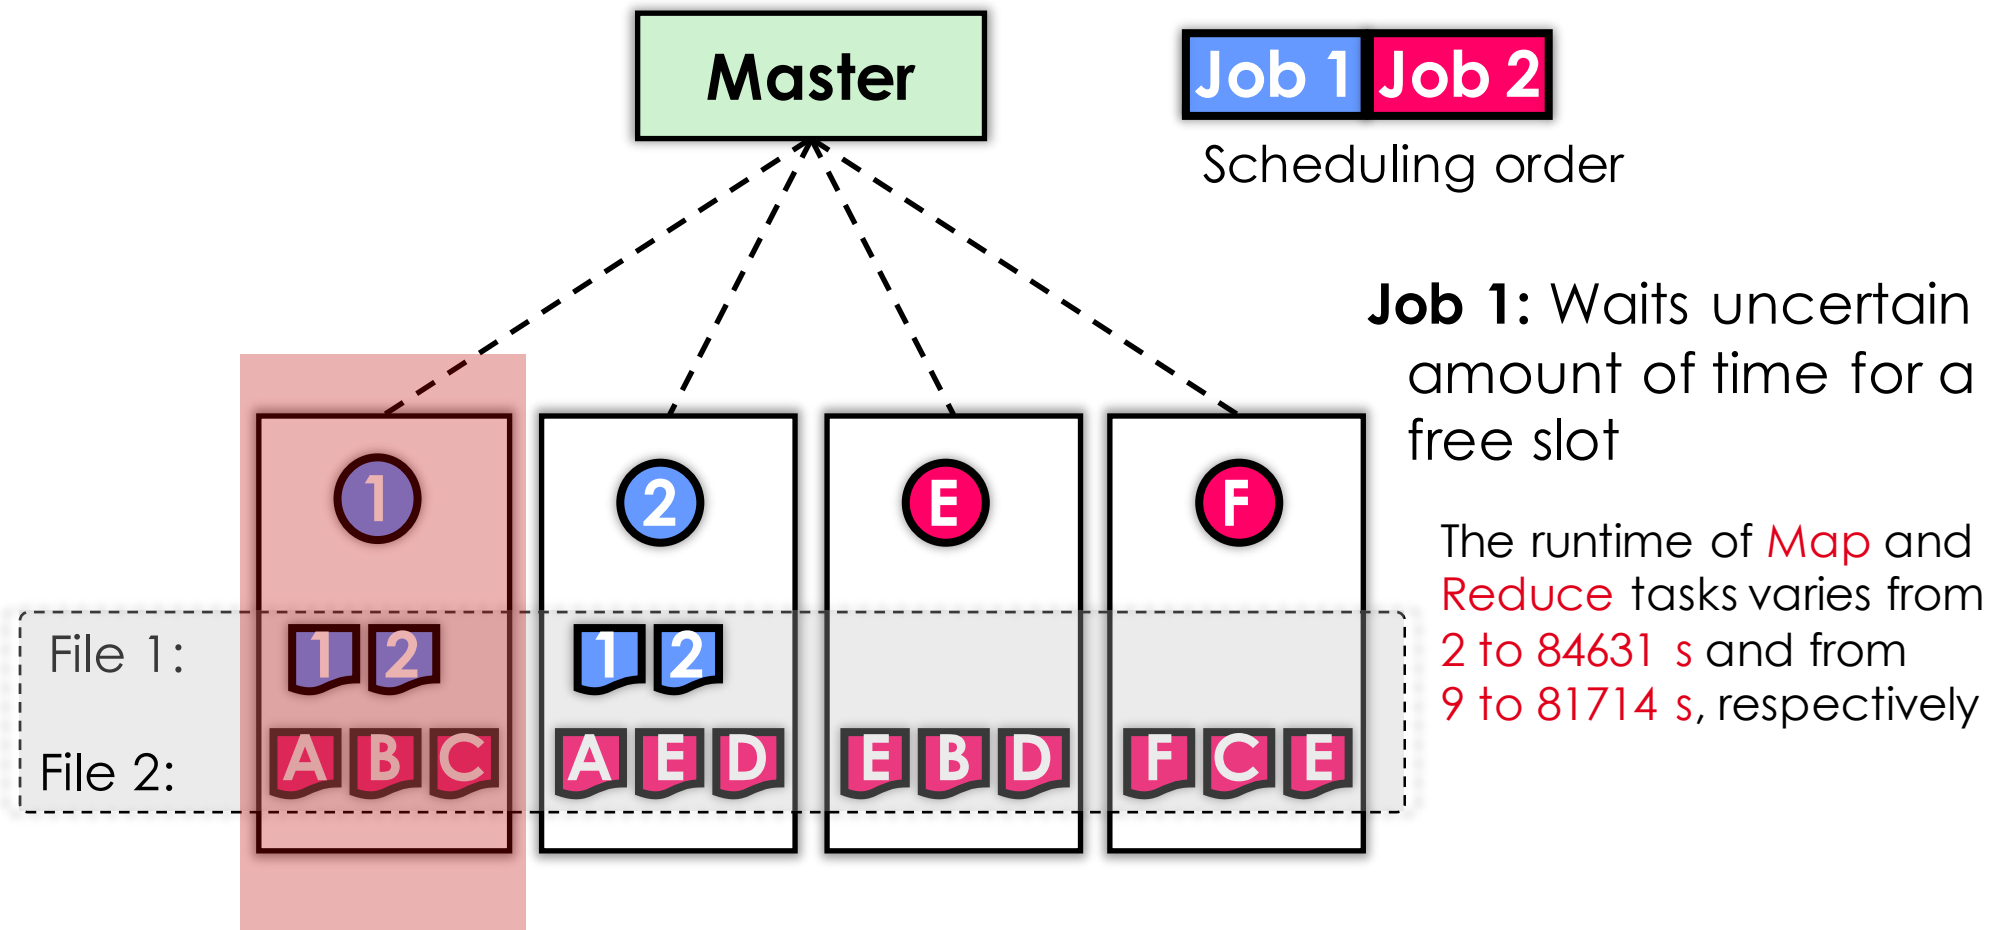 Master
Job 1 Job 2
Scheduling order
Job 1: Waits uncertain
amount of time for a
free slot
1 2 E F
The runtime of Map and
Reduce tasks varies from
2 to 84631 s and from
9 to 81714 s, respectively
File 1: 1 2 1 2
File 2: A B C A E D E B D F C E